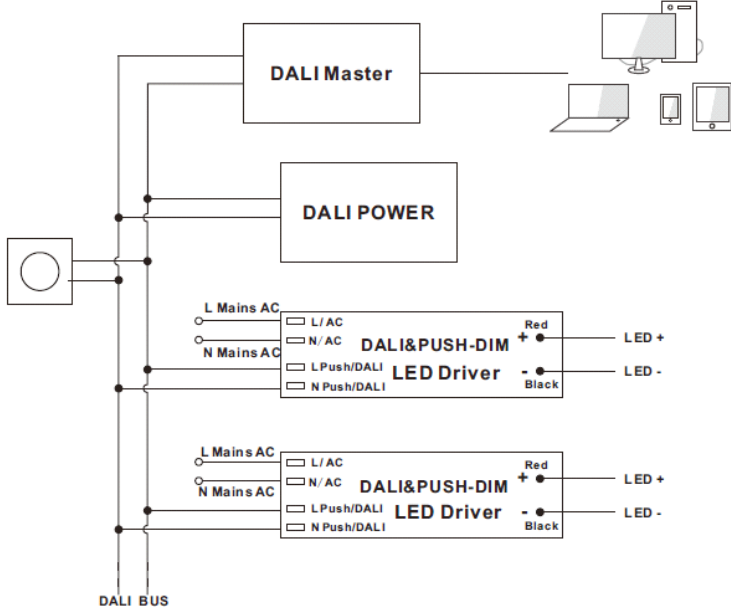 DALI Master
DALI POWER
L Mains AC
N Mains AC
L/AC
N/AC
L Push/DALI
N Push/DALI
DALI&PUSH-DIM
LED Driver
Red
+
-
Black
LED +
LED -
L Mains AC
N Mains AC
L/AC
N/AC
L Push/DALI
N Push/DALI
DALI&PUSH-DIM
LED Driver
Red
+
-
Black
LED +
LED -
DALI BUS